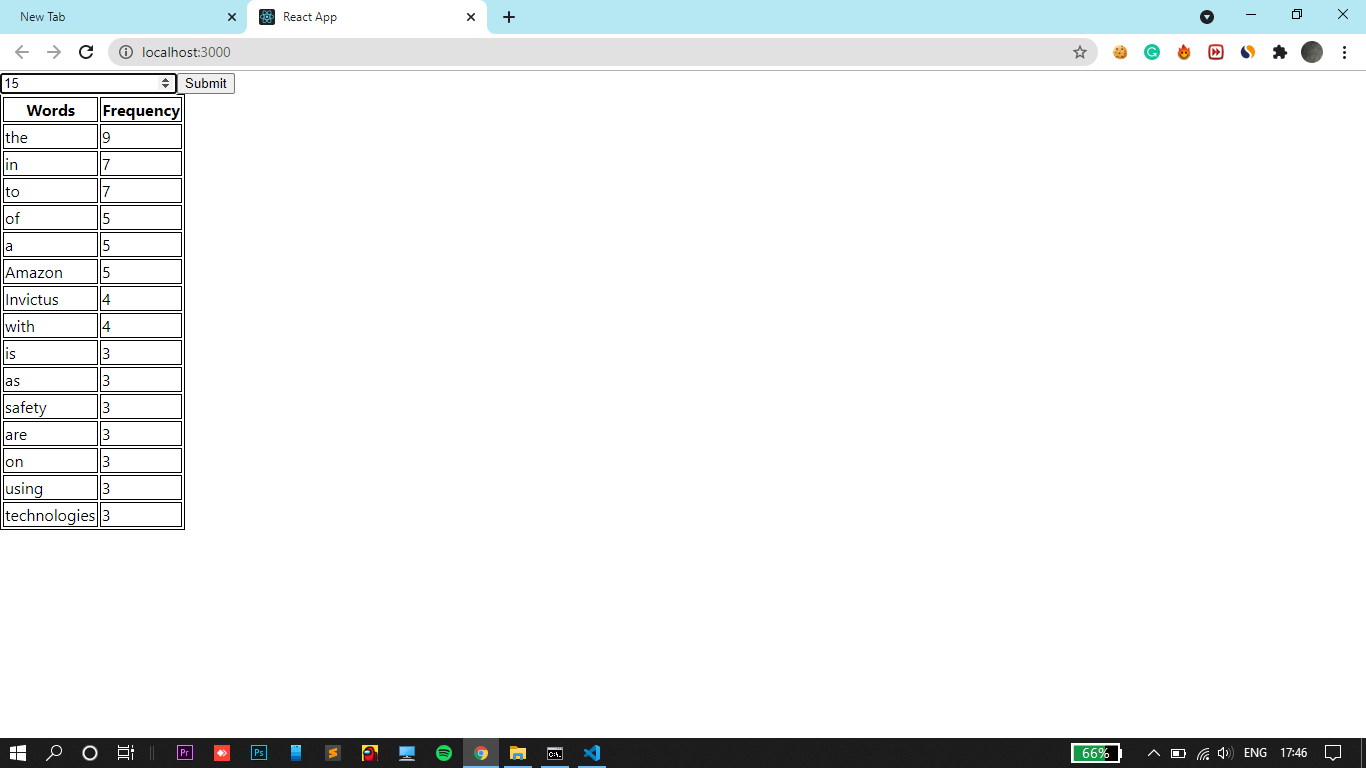 New Tab
React App
localhost:3000
15 Submit
Words Frequency
the 9
in 7
to 7
of 5
a 5
Amazon 5
Invictus 4
with 4
is 3
as 3
safety 3
are 3
on 3
using 3
technologies 3
Pr Ps 66% ENG 17:46